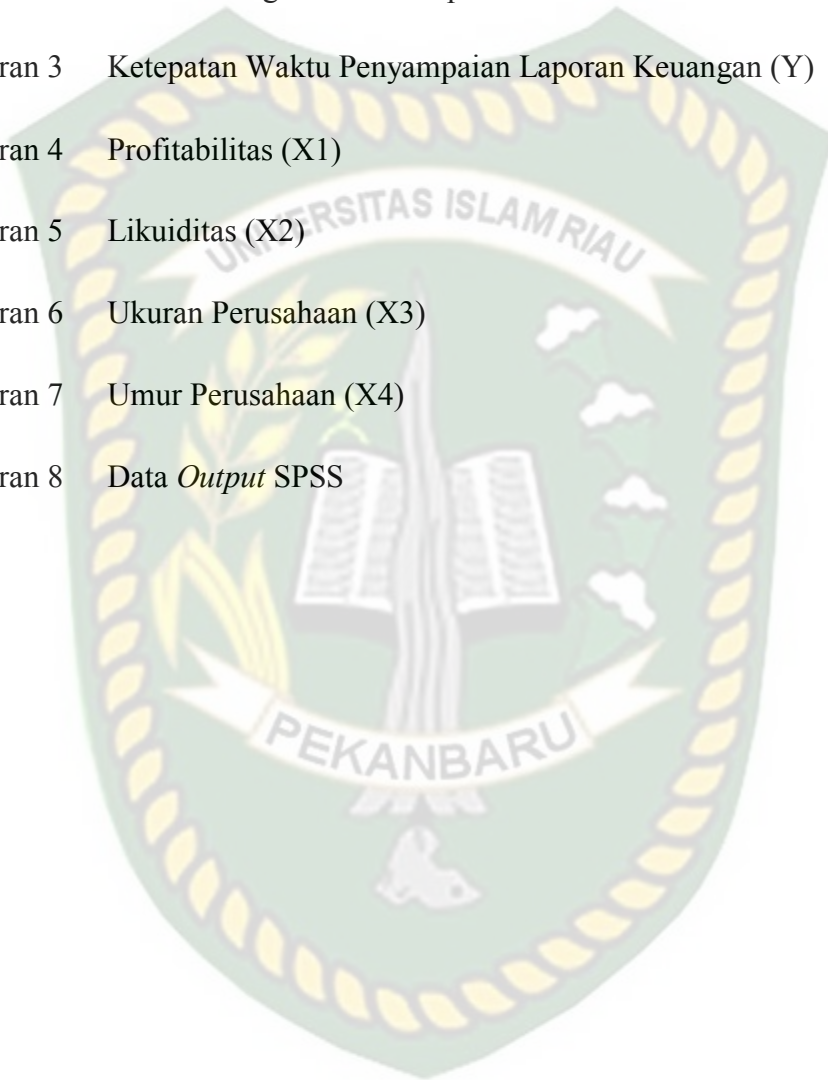 ran 3 Ketepatan Waktu Penyampaian Laporan Keuangan (Y)
ran 4 Profitabilitas (X1)
UNIVERSITAS ISLAM RIAU
ran 5 Likuiditas (X2)
ran 6 Ukuran Perusahaan (X3)
ran 7 Umur Perusahaan (X4)
ran 8 Data Output SPSS
PEKANBARU